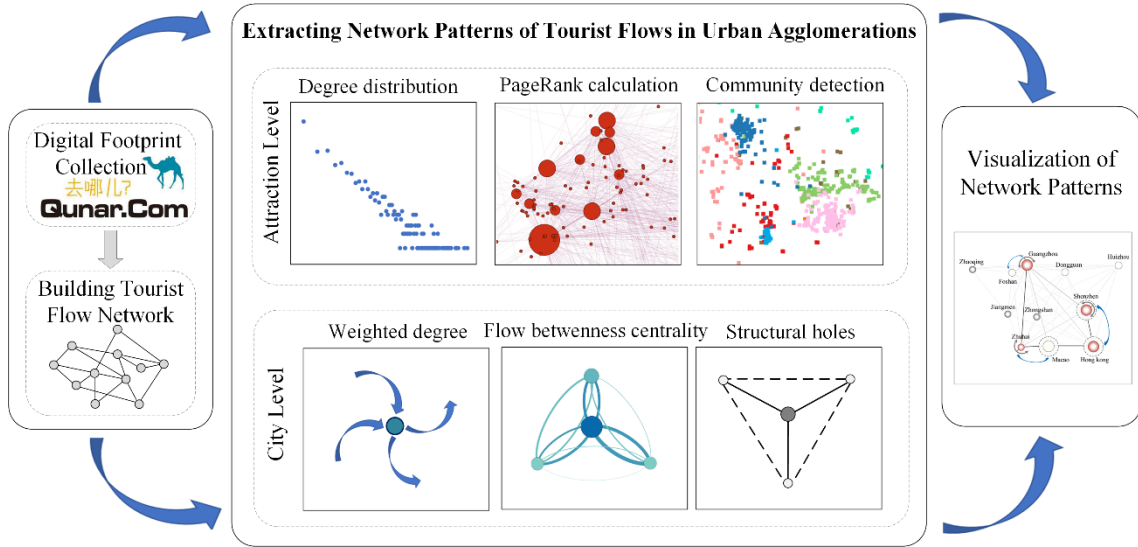 Extracting Network Patterns of Tourist Flows in Urban Agglomerations
Digital Footprint
Collection
去哪儿?
Qunar.Com
Building Tourist
Flow Network
Attraction Level
Degree distribution
PageRank calculation
Community detection
City Level
Weighted degree
Flow betwenness centrality
Structural holes
Visualization of
Network Patterns
Guangzhou
Zhaoqing
Foshan
Dongguan
Huizhou
Jiangmen
Zhongshan
Shenzhen
Zhuhai
Macao
Hong kong